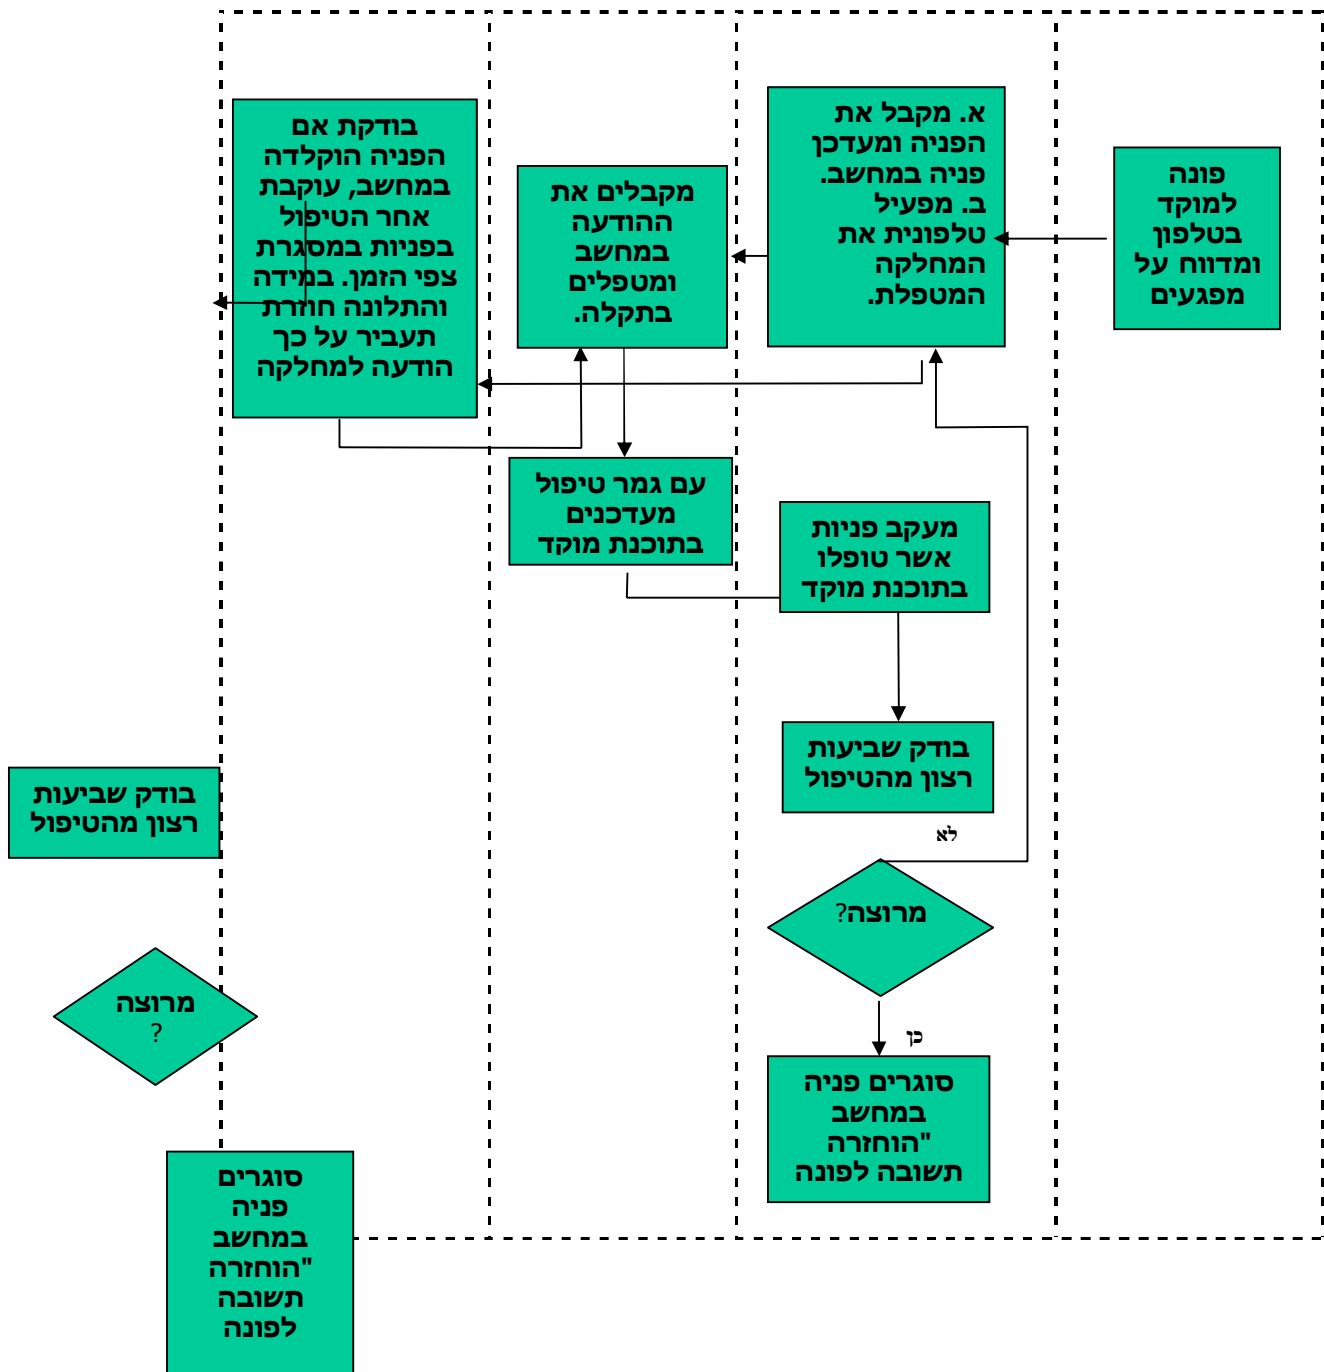 פונה
למוקד
בטלפון
ומדווח על
מפגעים
א. מקבל את
הפניה ומעדכן
פניה במחשב.
ב. מפעיל
טלפונית את
המחלקה
המטפלת.
מקבלים את
ההודעה
במחשב
ומטפלים
בתקלה.
בודקת אם
הפניה הוקלדה
במחשב, עוקבת
אחר הטיפול
בפניות במסגרת
צפי הזמן. במידה
והתלונה חוזרת
תעביר על כך
הודעה למחלקה
עם גמר טיפול
מעדכנים
בתוכנת מוקד
מעקב פניות
אשר טופלו
בתוכנת מוקד
בודק שביעות
רצון מהטיפול
לא
מרוצה?
כן
סוגרים פניה
במחשב
"הוחזרה
תשובה לפונה
בודק שביעות
רצון מהטיפול
מרוצה
?
סוגרים
פניה
במחשב
"הוחזרה
תשובה
לפונה